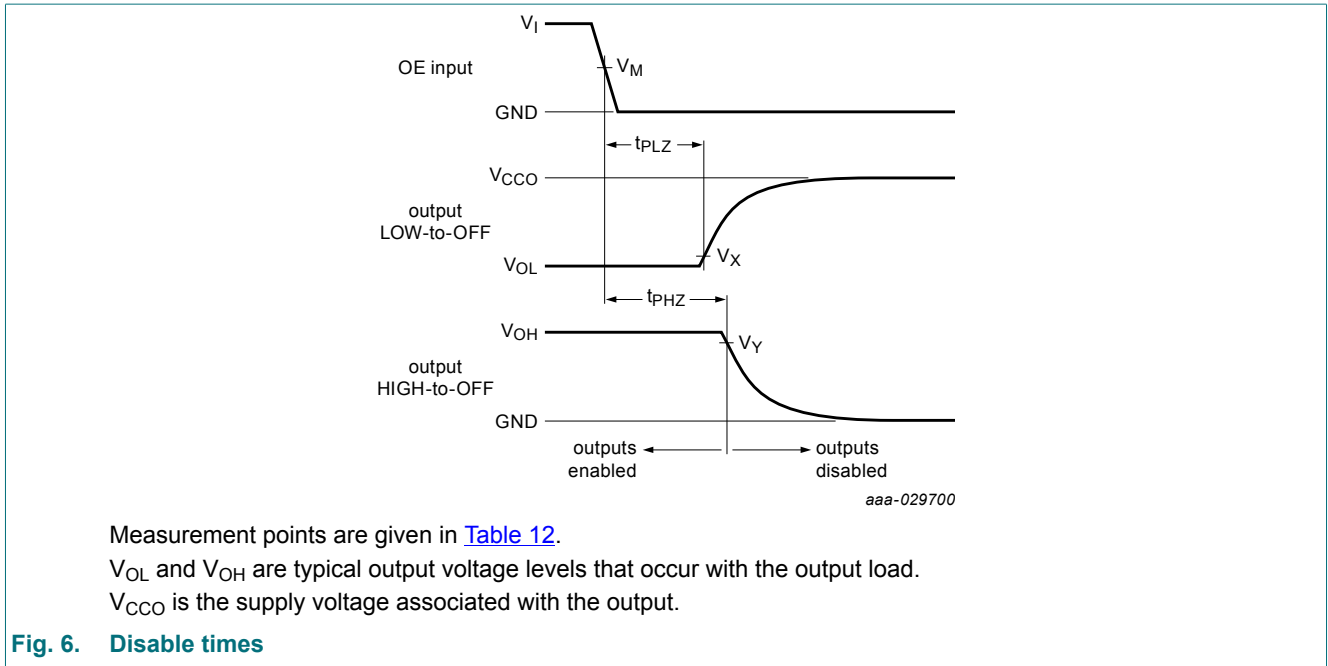 V_I
OE input
V_M
GND
t_PLZ
V_CCO
output
LOW-to-OFF
V_X
V_OL
t_PHZ
V_OH
V_Y
output
HIGH-to-OFF
GND
outputs
enabled
outputs
disabled
aaa-029700
Measurement points are given in Table 12.
V_OL and V_OH are typical output voltage levels that occur with the output load.
V_CCO is the supply voltage associated with the output.
Fig. 6. Disable times